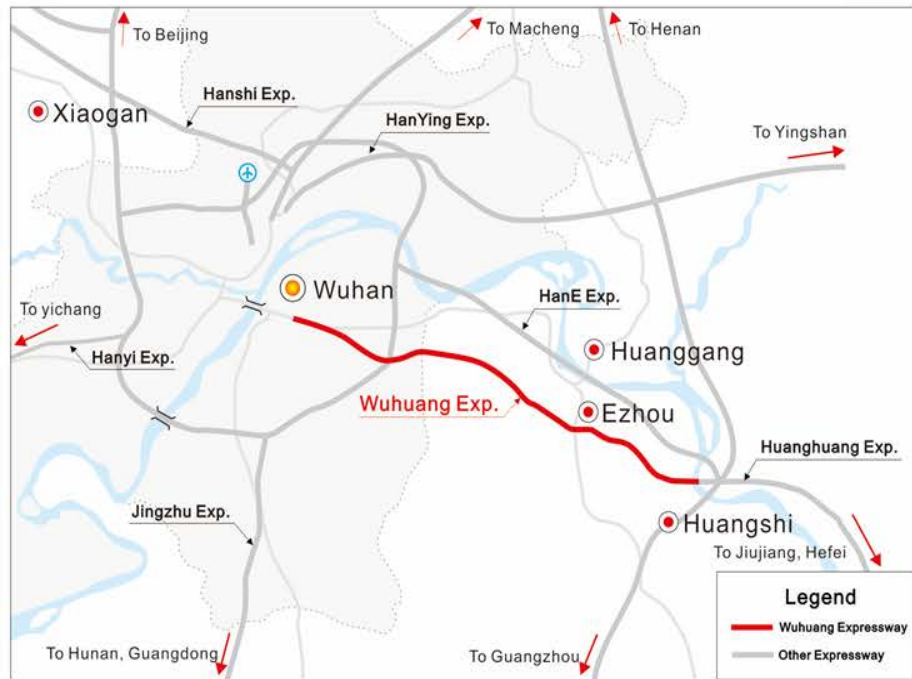 To Beijing
To Macheng
To Henan
Hanshi Exp.
Xiaogan
HanYing Exp.
To Yingshan
Wuhan
To yichang
HanE Exp.
Hanyi Exp.
Huanggang
Wuhuang Exp.
Ezhou
Huanghuang Exp.
Jingzhu Exp.
Huangshi
To Jiujiang, Hefei
To Hunan, Guangdong
To Guangzhou
Legend
Wuhuang Expressway
Other Expressway